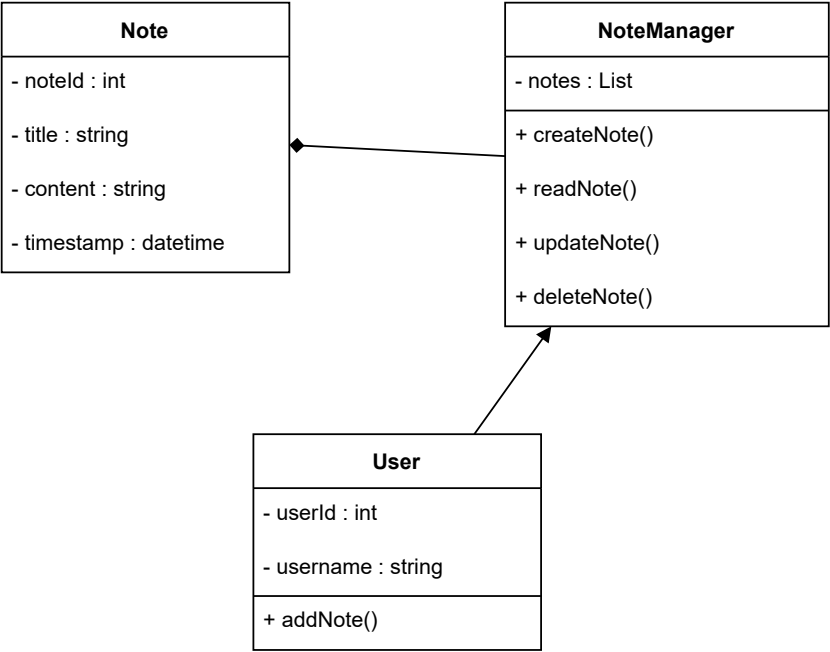 Note
- noteId : int
- title : string
- content : string
- timestamp : datetime
NoteManager
- notes : List
+ createNote()
+ readNote()
+ updateNote()
+ deleteNote()
User
- userId : int
- username : string
+ addNote()